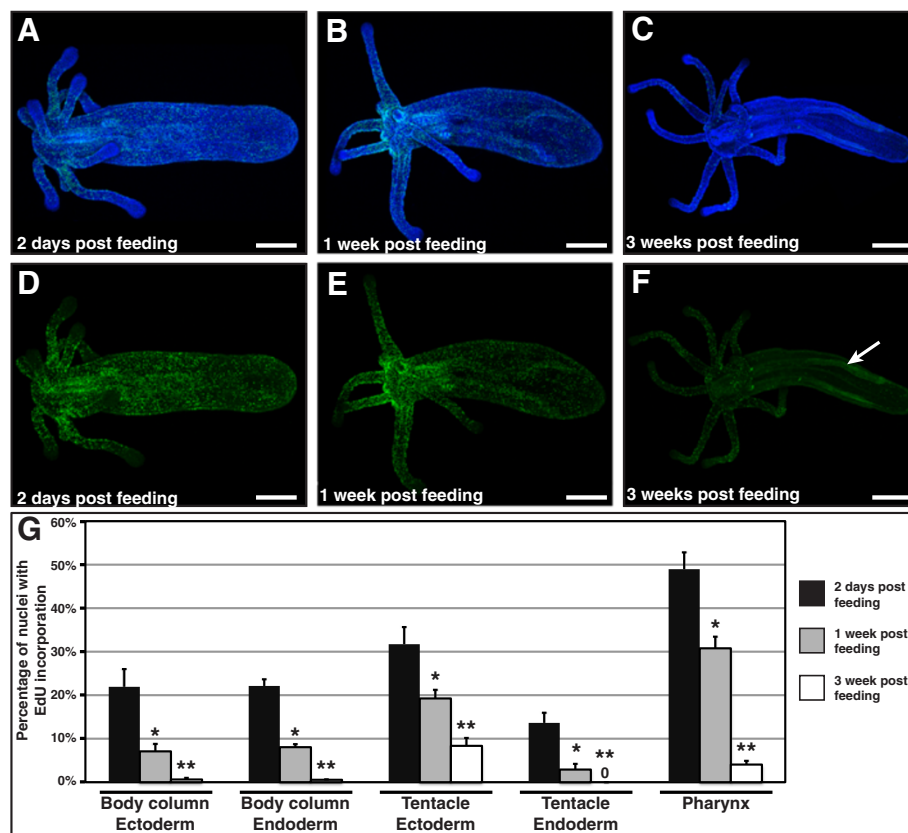 A
B
C
2 days post feeding
1 week post feeding
3 weeks post feeding
D
E
F
2 days post feeding
1 week post feeding
3 weeks post feeding
G
Percentage of nuclei with
EdU incorporation
60%
50%
40%
30%
20%
10%
0%
*
**
*
**
*
**
*
**
0
*
**
Body column
Ectoderm
Body column
Endoderm
Tentacle
Ectoderm
Tentacle
Endoderm
Pharynx
2 days post
feeding
1 week post
feeding
3 week post
feeding